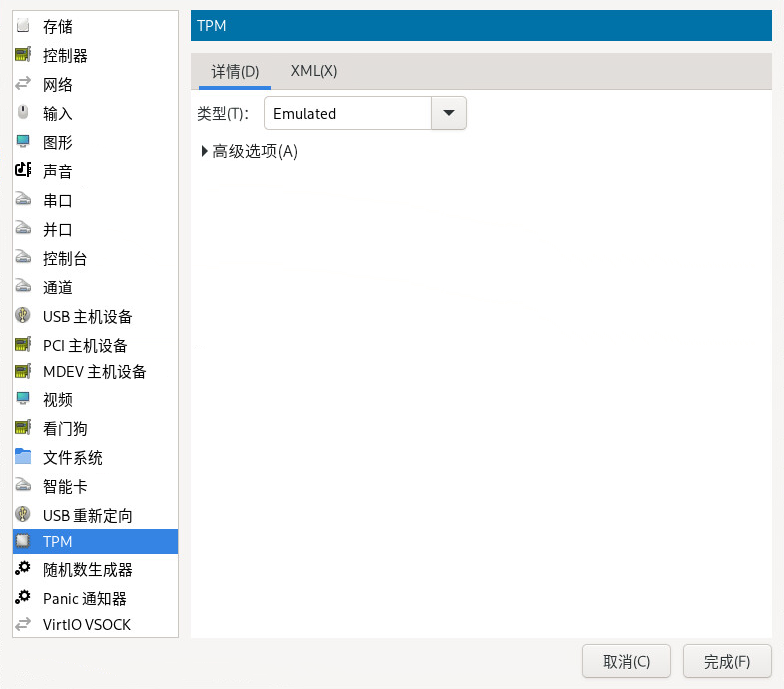 存储
控制器
网络
输入
图形
声音
串口
并口
控制台
通道
USB 主机设备
PCI 主机设备
MDEV 主机设备
视频
看门狗
文件系统
智能卡
USB 重新定向
TPM
随机数生成器
Panic 通知器
VirtIO VSOCK
TPM
详情(D) XML(X)
类型(T): Emulated
高级选项(A)
取消(C) 完成(F)